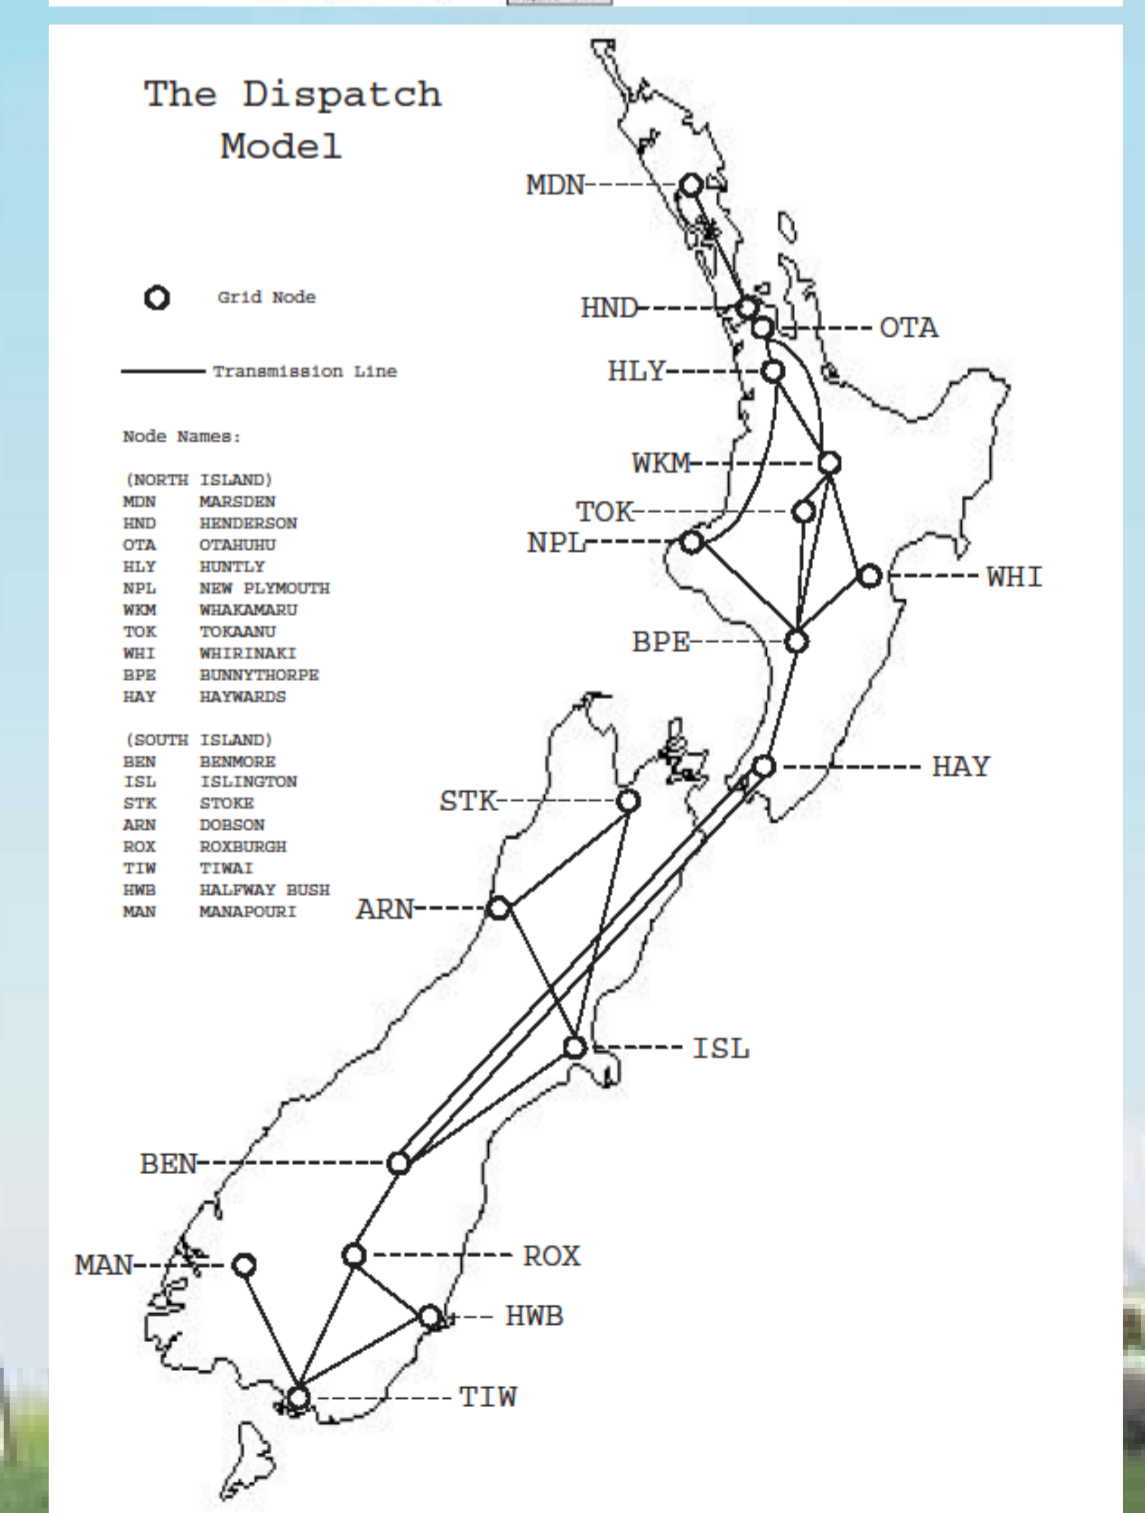 The Dispatch
Model
Grid Node
Transmission Line
Node Names:
(NORTH ISLAND)
MDN MARSDEN
HND HENDERSON
OTA OTAHUHU
HLY HUNTLY
NPL NEW PLYMOUTH
WKM WHAKAMARU
TOK TOKAANU
WHI WHIRINAKI
BPE BUNNYTHORPE
HAY HAYWARDS
(SOUTH ISLAND)
BEN BENMORE
ISL ISLINGTON
STK STOKE
ARN DOBSON
ROX ROXBURGH
TIW TIWAI
HWB HALFWAY BUSH
MAN MANAPOURI
MDN
HND
OTA
HLY
WKM
TOK
NPL
WHI
BPE
HAY
STK
ARN
ISL
BEN
ROX
MAN
HWB
TIW